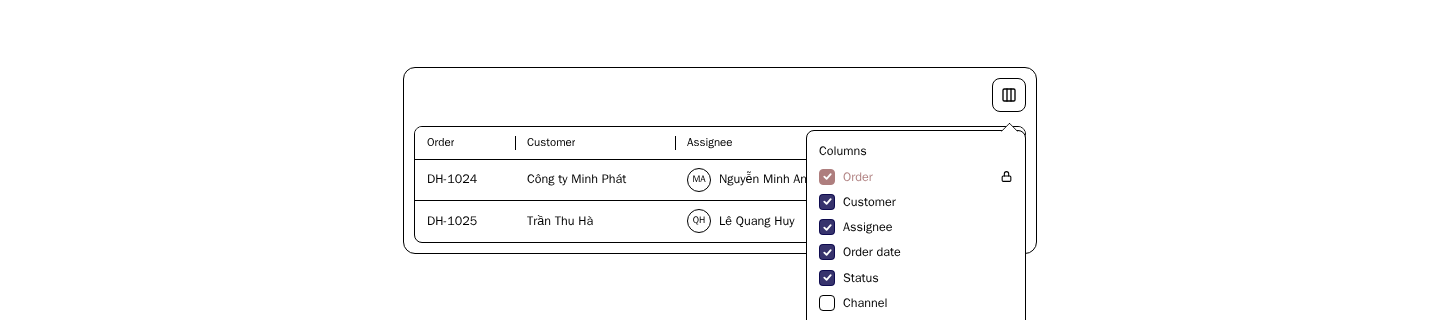 Order Customer Assignee
DH-1024 Công ty Minh Phát MA Nguyễn Minh An
DH-1025 Trần Thu Hà QH Lê Quang Huy
Columns
Order
Customer
Assignee
Order date
Status
Channel